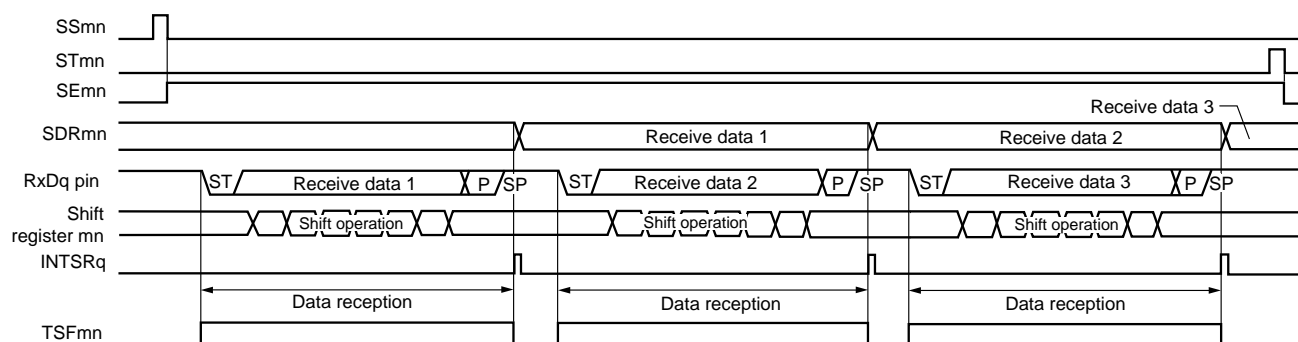 SSmn
STmn
SEmn
Receive data 3
SDRmn
Receive data 1
Receive data 2
RxDq pin
ST
Receive data 1
P
SP
ST
Receive data 2
P
SP
ST
Receive data 3
P
SP
Shift
register mn
Shift operation
Shift operation
Shift operation
INTSRq
Data reception
Data reception
Data reception
TSFmn